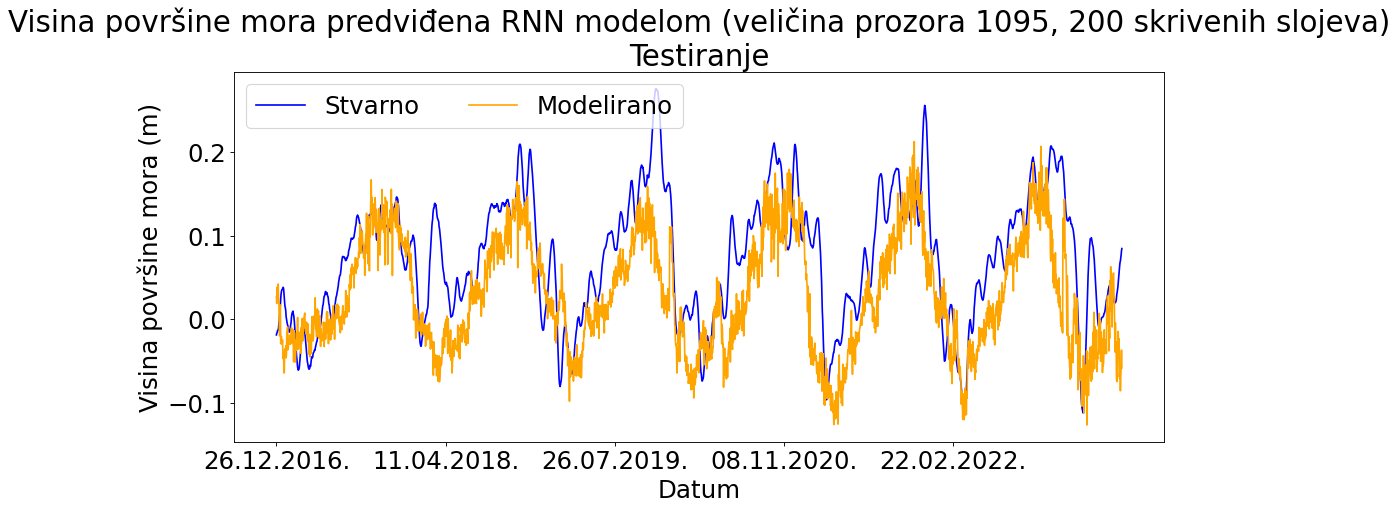 Visina površine mora predviđena RNN modelom (veličina prozora 1095, 200 skrivenih slojeva)
Testiranje
Stvarno Modelirano
Visina površine mora (m)
0.2
0.1
0.0
−0.1
26.12.2016. 11.04.2018. 26.07.2019. 08.11.2020. 22.02.2022.
Datum